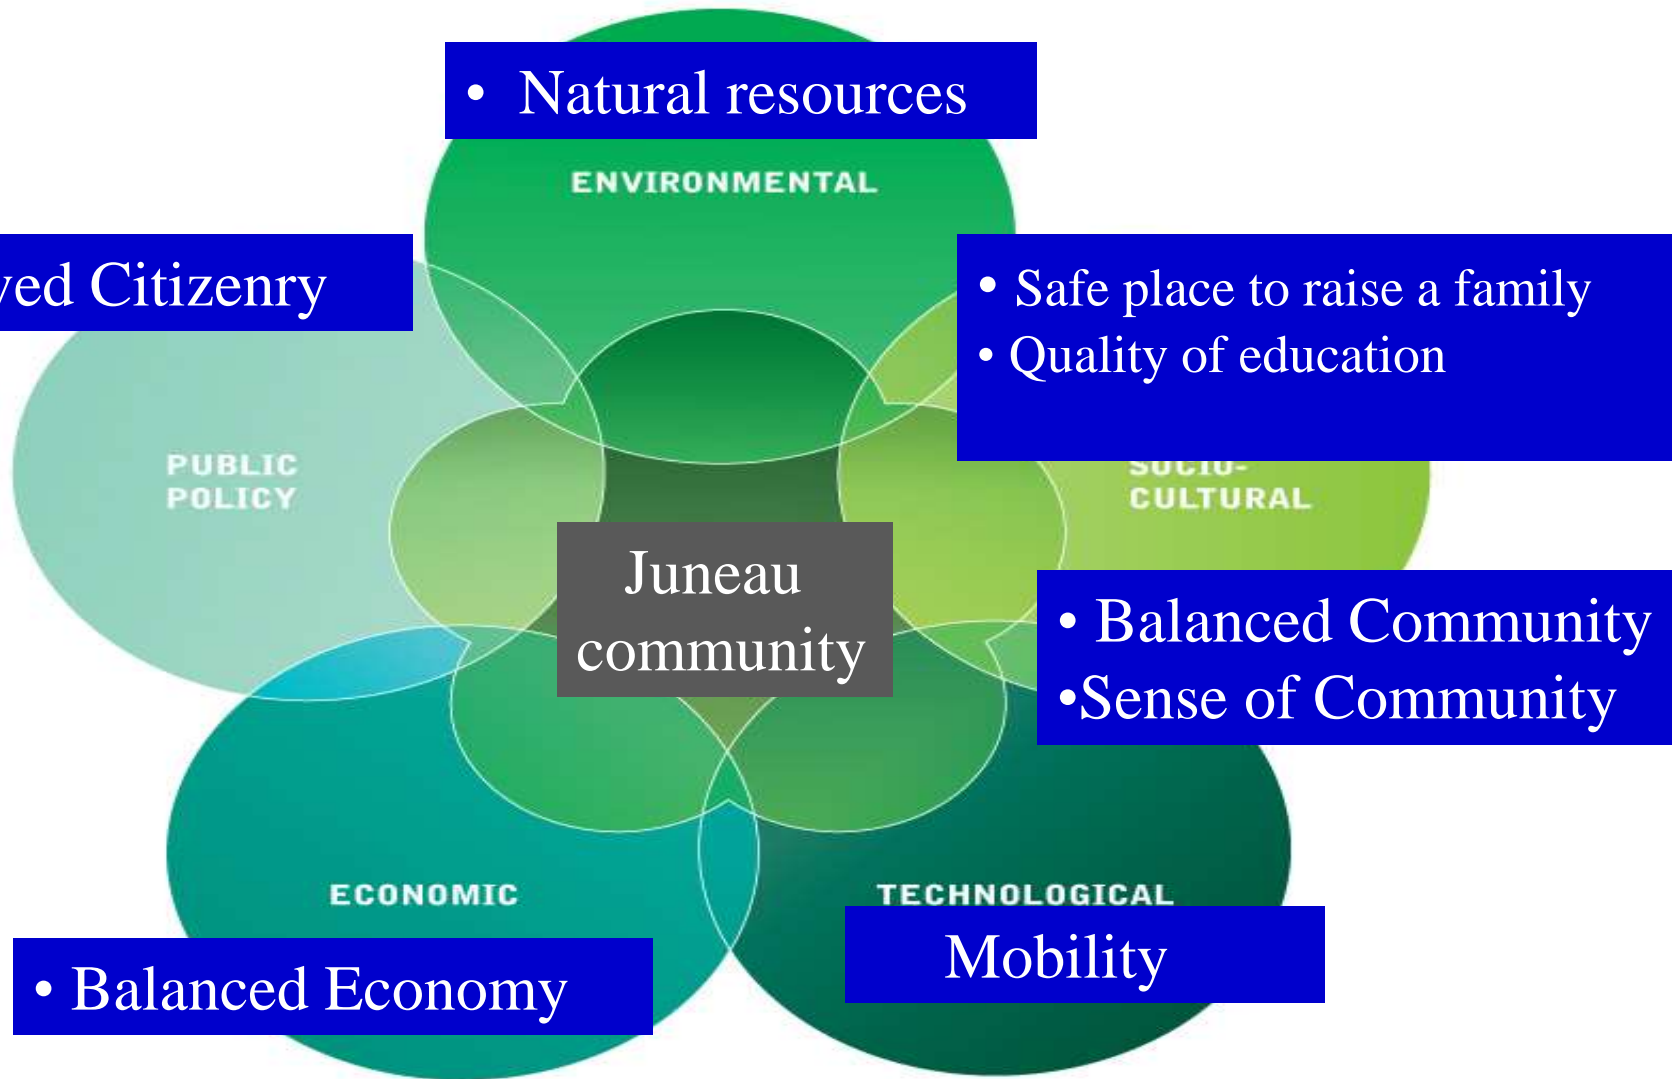 • Natural resources
ENVIRONMENTAL
Citizenry
• Safe place to raise a family
• Quality of education
PUBLIC
POLICY
SOCIO-
CULTURAL
Juneau
community
• Balanced Community
•Sense of Community
ECONOMIC
TECHNOLOGICAL
Mobility
• Balanced Economy